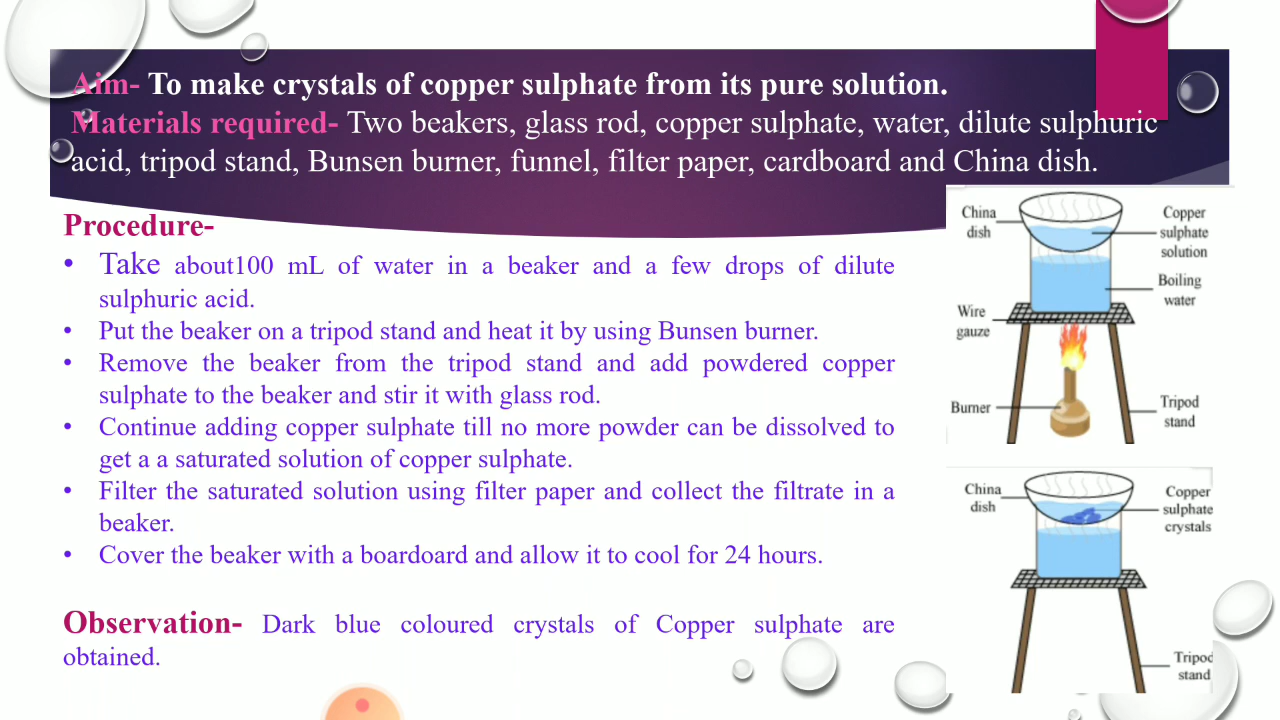 Aim- To make crystals of copper sulphate from its pure solution.
Materials required- Two beakers, glass rod, copper sulphate, water, dilute sulphuric
acid, tripod stand, Bunsen burner, funnel, filter paper, cardboard and China dish.
Procedure-
• Take about100 mL of water in a beaker and a few drops of dilute
sulphuric acid.
• Put the beaker on a tripod stand and heat it by using Bunsen burner.
• Remove the beaker from the tripod stand and add powdered copper
sulphate to the beaker and stir it with glass rod.
• Continue adding copper sulphate till no more powder can be dissolved to
get a a saturated solution of copper sulphate.
• Filter the saturated solution using filter paper and collect the filtrate in a
beaker.
• Cover the beaker with a boardoard and allow it to cool for 24 hours.
Observation- Dark blue coloured crystals of Copper sulphate are
obtained.
China
dish
Copper
sulphate
solution
Boiling
water
Wire
gauze
Burner
Tripod
stand
China
dish
Copper
sulphate
crystals
Tripod
stand